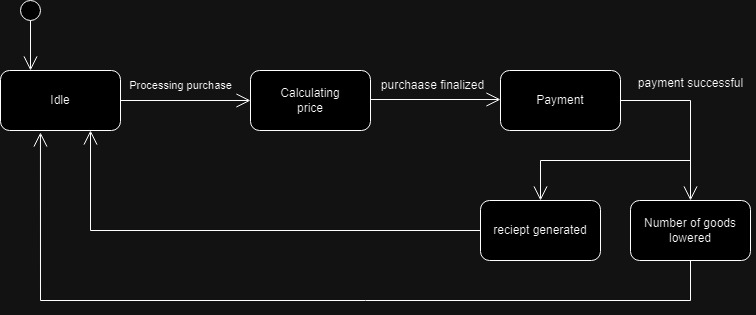 Processing purchase
purchaase finalized
payment successful
Idle
Calculating
price
Payment
reciept generated
Number of goods
lowered